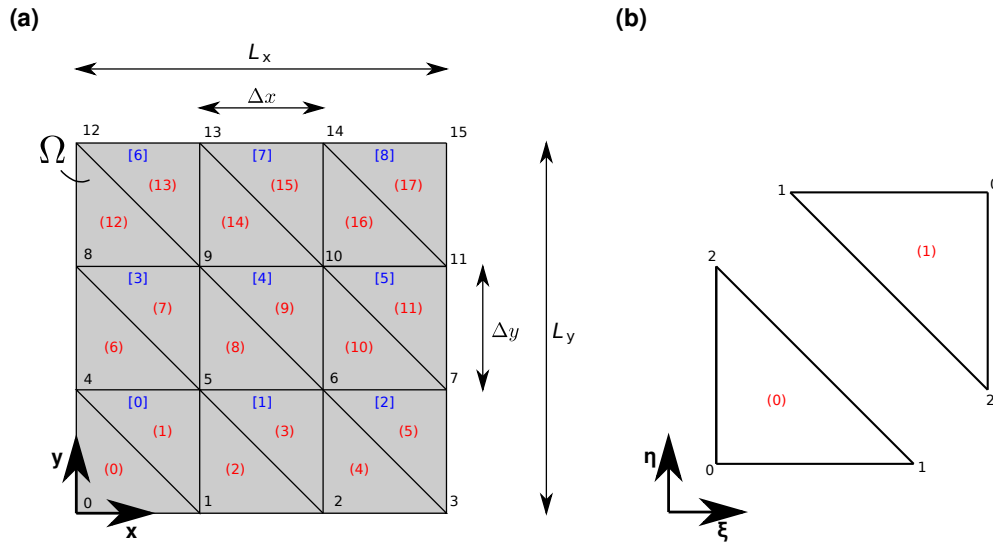 (a)
(b)
Lx
Δx
12 13 14 15
Ω
[6] [7] [8]
(13) (15) (17)
(12) (14) (16)
8 9 10 11
[3] [4] [5]
(7) (9) (11)
(6) (8) (10)
Δy
Ly
4 5 6 7
[0] [1] [2]
(1) (3) (5)
(0) (2) (4)
y
0 1 2 3
x
1 0
(1)
2
2
(0)
0 1
η
ξ